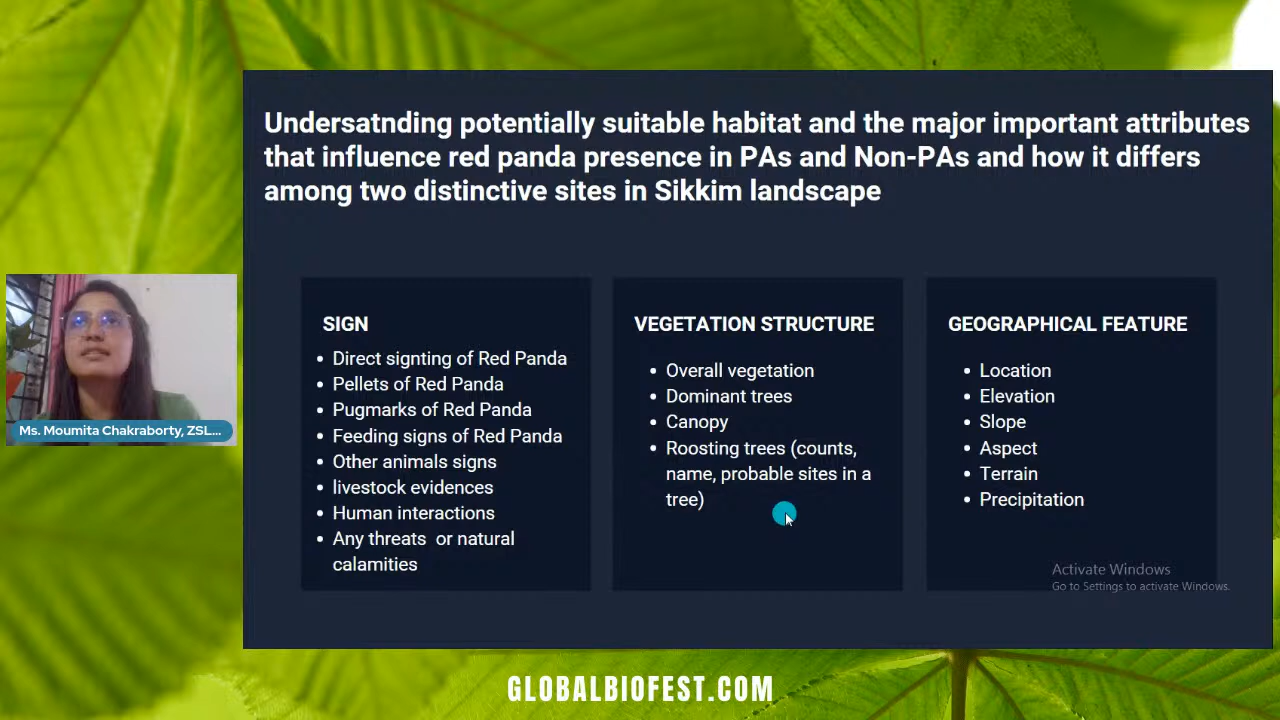 Undersatnding potentially suitable habitat and the major important attributes
that influence red panda presence in PAs and Non-PAs and how it differs
among two distinctive sites in Sikkim landscape
SIGN
Direct signting of Red Panda
Pellets of Red Panda
Pugmarks of Red Panda
Feeding signs of Red Panda
Other animals signs
livestock evidences
Human interactions
Any threats or natural
calamities
VEGETATION STRUCTURE
Overall vegetation
Dominant trees
Canopy
Roosting trees (counts,
name, probable sites in a
tree)
GEOGRAPHICAL FEATURE
Location
Elevation
Slope
Aspect
Terrain
Precipitation
Activate Windows
Go to Settings to activate Windows.
Ms. Moumita Chakraborty, ZSL...
GLOBALBIOFEST.COM